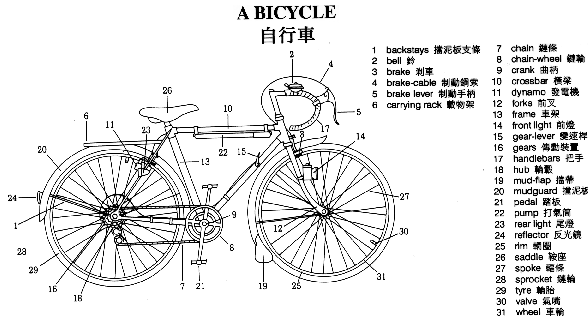 A BICYCLE
自行車
1 backstays 擋泥板支條
2 bell 鈴
3 brake 剎車
4 brake-cable 制動鋼索
5 brake lever 制動手柄
6 carrying rack 載物架
7 chain 鏈條
8 chain-wheel 鏈輪
9 crank 曲柄
10 crossbar 橫梁
11 dynamo 發電機
12 forks 前叉
13 frame 車架
14 front light 前燈
15 gear-lever 變速桿
16 gears 傳動裝置
17 handlebars 把手
18 hub 輪轂
19 mud-flap 擋帶
20 mudguard 擋泥板
21 pedal 踏板
22 pump 打氣筒
23 rear light 尾燈
24 reflector 反光鏡
25 rim 輞圈
26 saddle 鞍座
27 spoke 輻條
28 sprocket 鏈輪
29 tyre 輪胎
30 valve 氣嘴
31 wheel 車輪
2
4
26
6
11
23
10
22
17
5
20
13
15
14
24
27
1
9
12
30
28
8
29
16
18
7
21
19
25
31